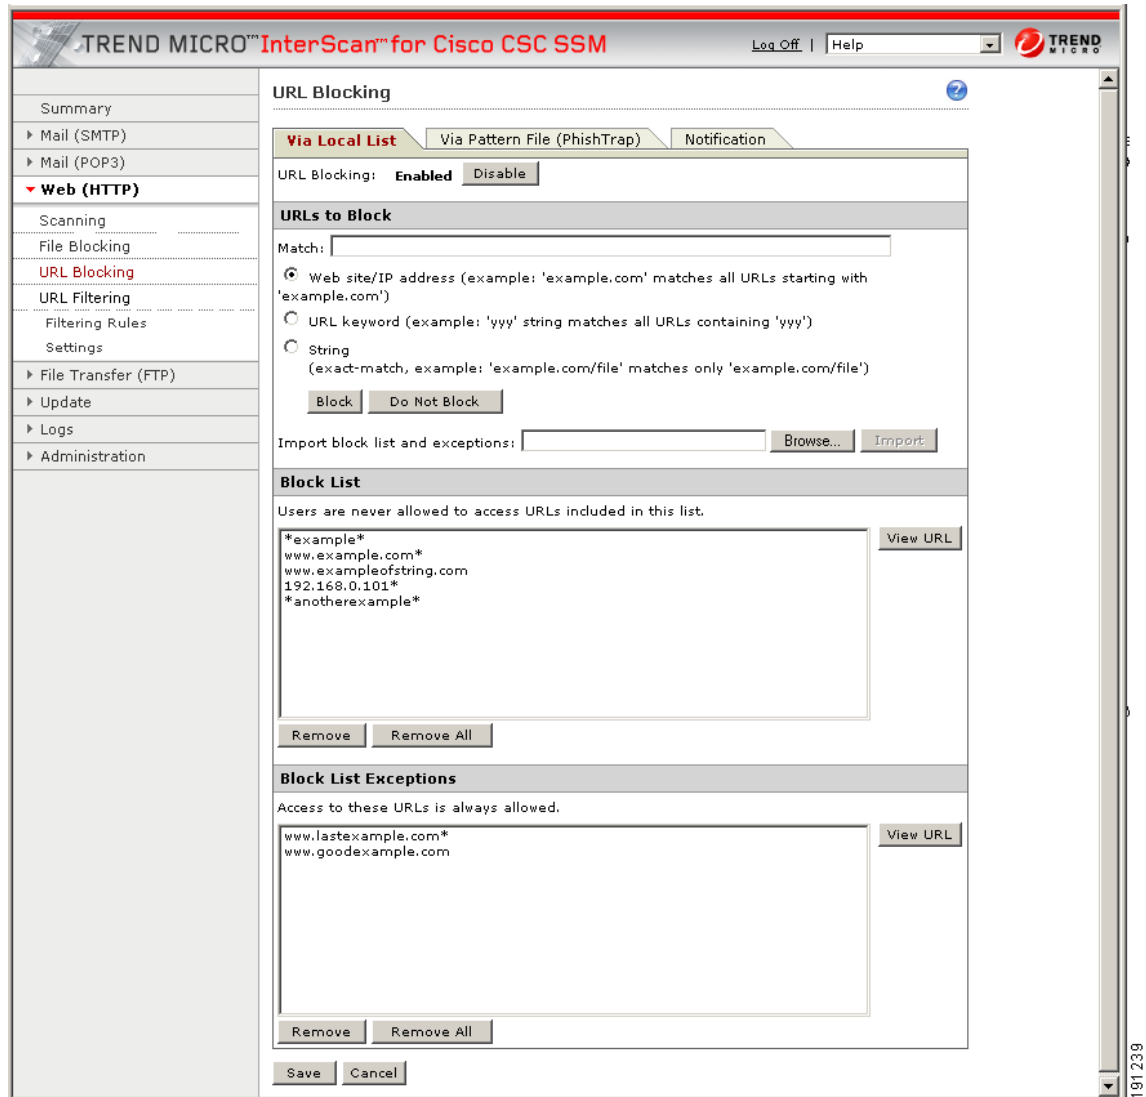 TREND MICRO™ InterScan™ for Cisco CSC SSM
Log Off | Help
TREND MICRO
Summary
Mail (SMTP)
Mail (POP3)
Web (HTTP)
Scanning
File Blocking
URL Blocking
URL Filtering
Filtering Rules
Settings
File Transfer (FTP)
Update
Logs
Administration
URL Blocking
?
Via Local List
Via Pattern File (PhishTrap)
Notification
URL Blocking: Enabled Disable
URLs to Block
Match:
Web site/IP address (example: 'example.com' matches all URLs starting with
'example.com')
URL keyword (example: 'yyy' string matches all URLs containing 'yyy')
String
(exact-match, example: 'example.com/file' matches only 'example.com/file')
Block Do Not Block
Import block list and exceptions: Browse... Import
Block List
Users are never allowed to access URLs included in this list.
*example*
www.example.com*
www.exampleofstring.com
192.168.0.101*
*anotherexample*
View URL
Remove Remove All
Block List Exceptions
Access to these URLs is always allowed.
www.lastexample.com*
www.goodexample.com
View URL
Remove Remove All
Save Cancel
191239